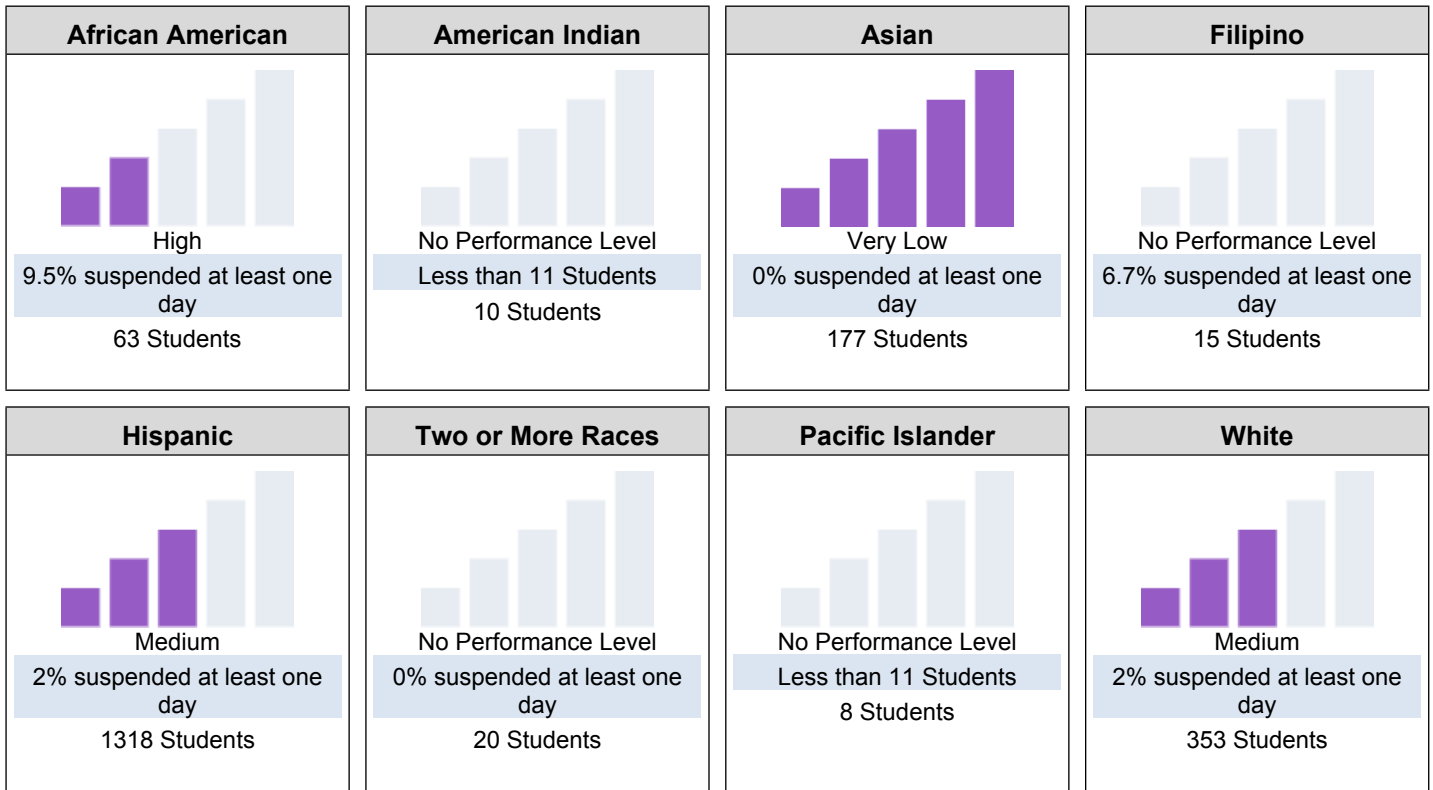 African American
High
9.5% suspended at least one
day
63 Students
American Indian
No Performance Level
Less than 11 Students
10 Students
Asian
Very Low
0% suspended at least one
day
177 Students
Filipino
No Performance Level
6.7% suspended at least one
day
15 Students
Hispanic
Medium
2% suspended at least one
day
1318 Students
Two or More Races
No Performance Level
0% suspended at least one
day
20 Students
Pacific Islander
No Performance Level
Less than 11 Students
8 Students
White
Medium
2% suspended at least one
day
353 Students